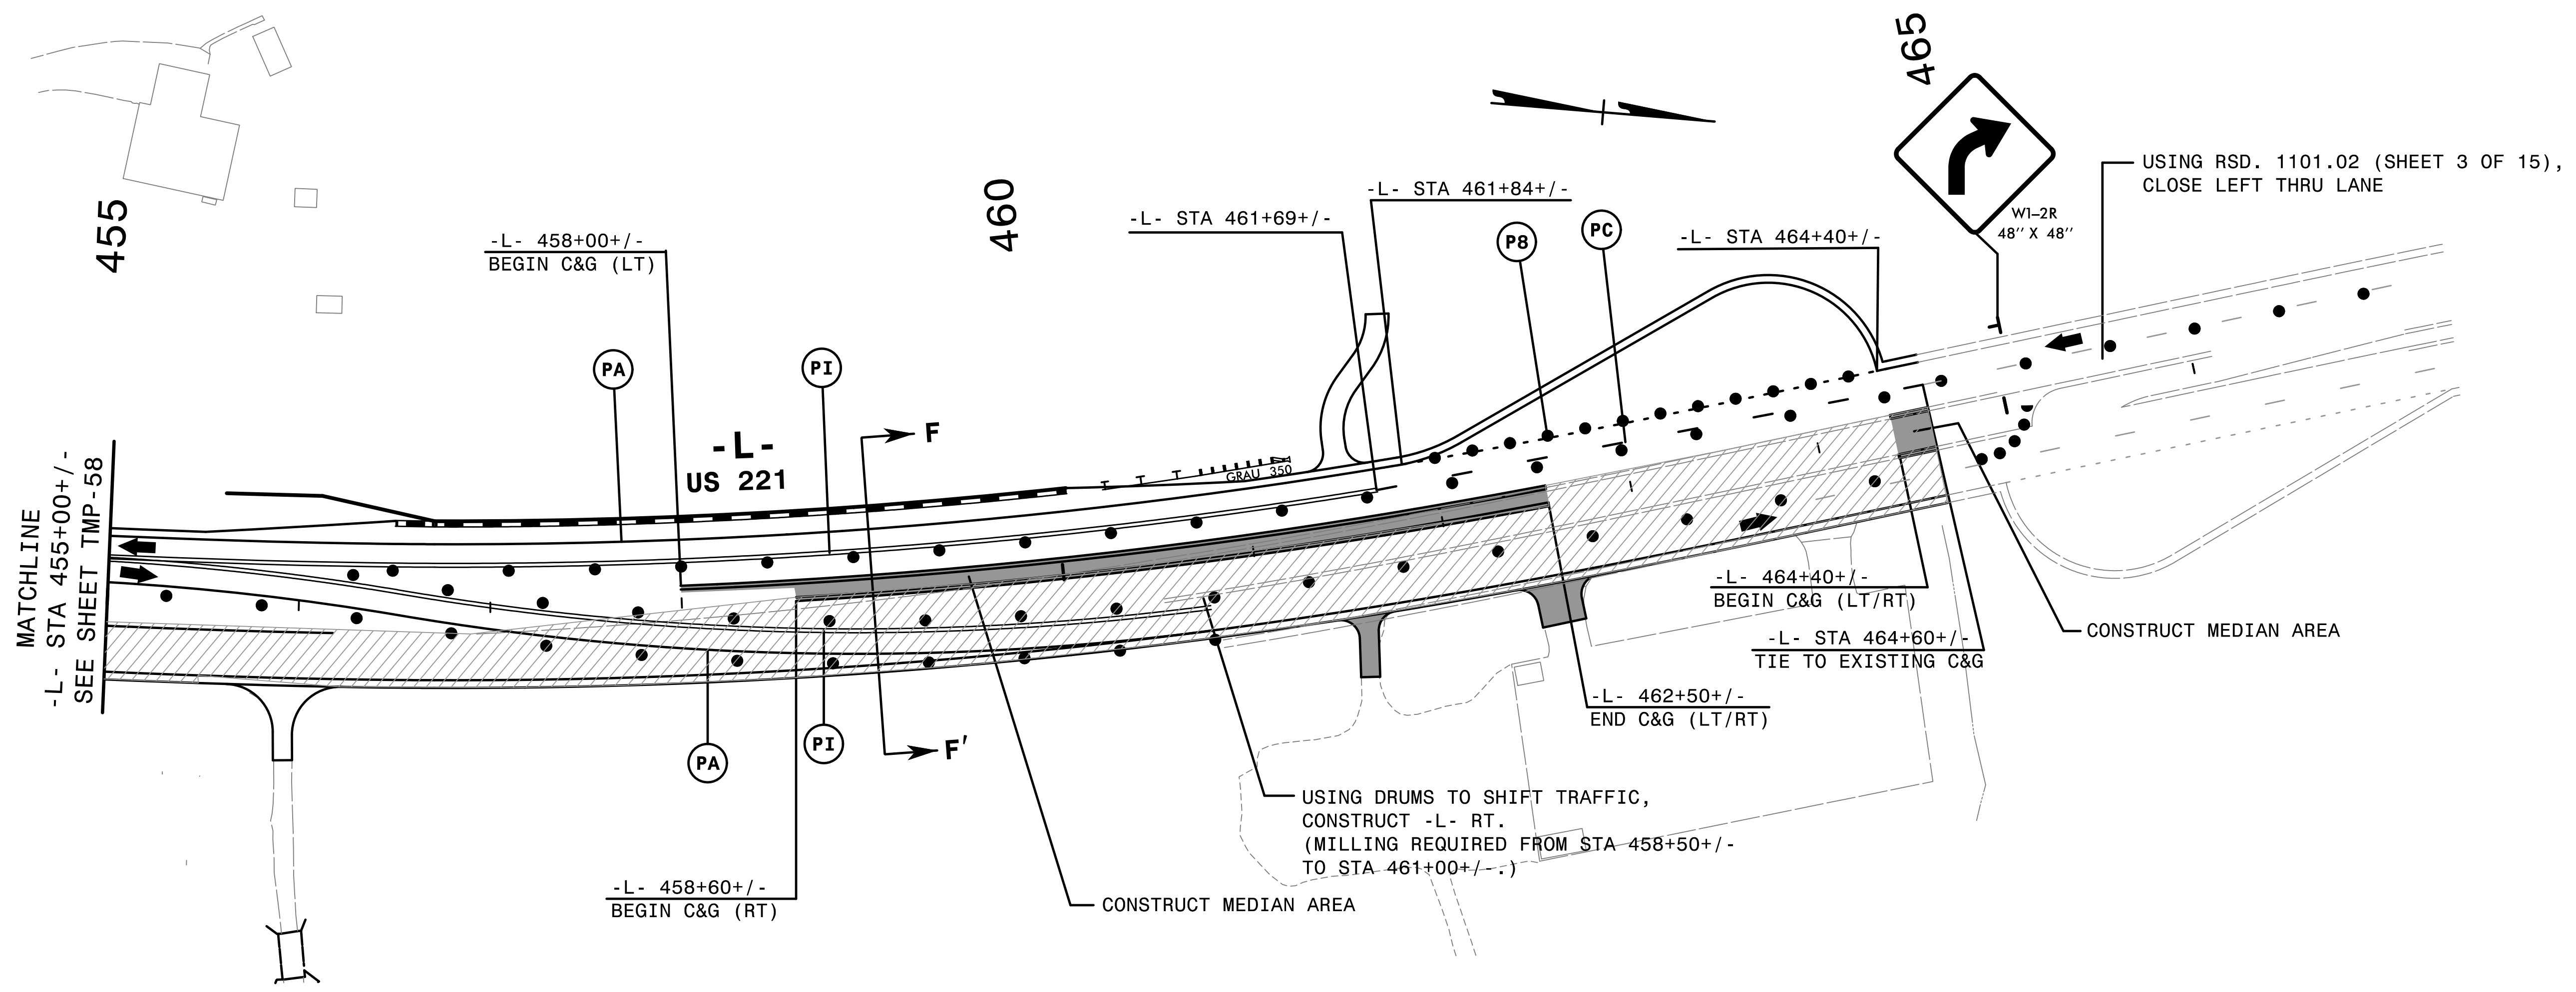 455
460
465
MATCHLINE
-L- STA 455+00+/-
SEE SHEET TMP-58
-L- 458+00+/-
BEGIN C&G (LT)
PA
PI
-L-
US 221
F
F'
GRAU 350
-L- STA 461+69+/-
-L- STA 461+84+/-
P8
PC
-L- STA 464+40+/-
W1-2R
48" X 48"
USING RSD. 1101.02 (SHEET 3 OF 15),
CLOSE LEFT THRU LANE
-L- 464+40+/-
BEGIN C&G (LT/RT)
-L- STA 464+60+/-
TIE TO EXISTING C&G
CONSTRUCT MEDIAN AREA
-L- 462+50+/-
END C&G (LT/RT)
PA
PI
USING DRUMS TO SHIFT TRAFFIC,
CONSTRUCT -L- RT.
(MILLING REQUIRED FROM STA 458+50+/-
TO STA 461+00+/-.)
-L- 458+60+/-
BEGIN C&G (RT)
CONSTRUCT MEDIAN AREA